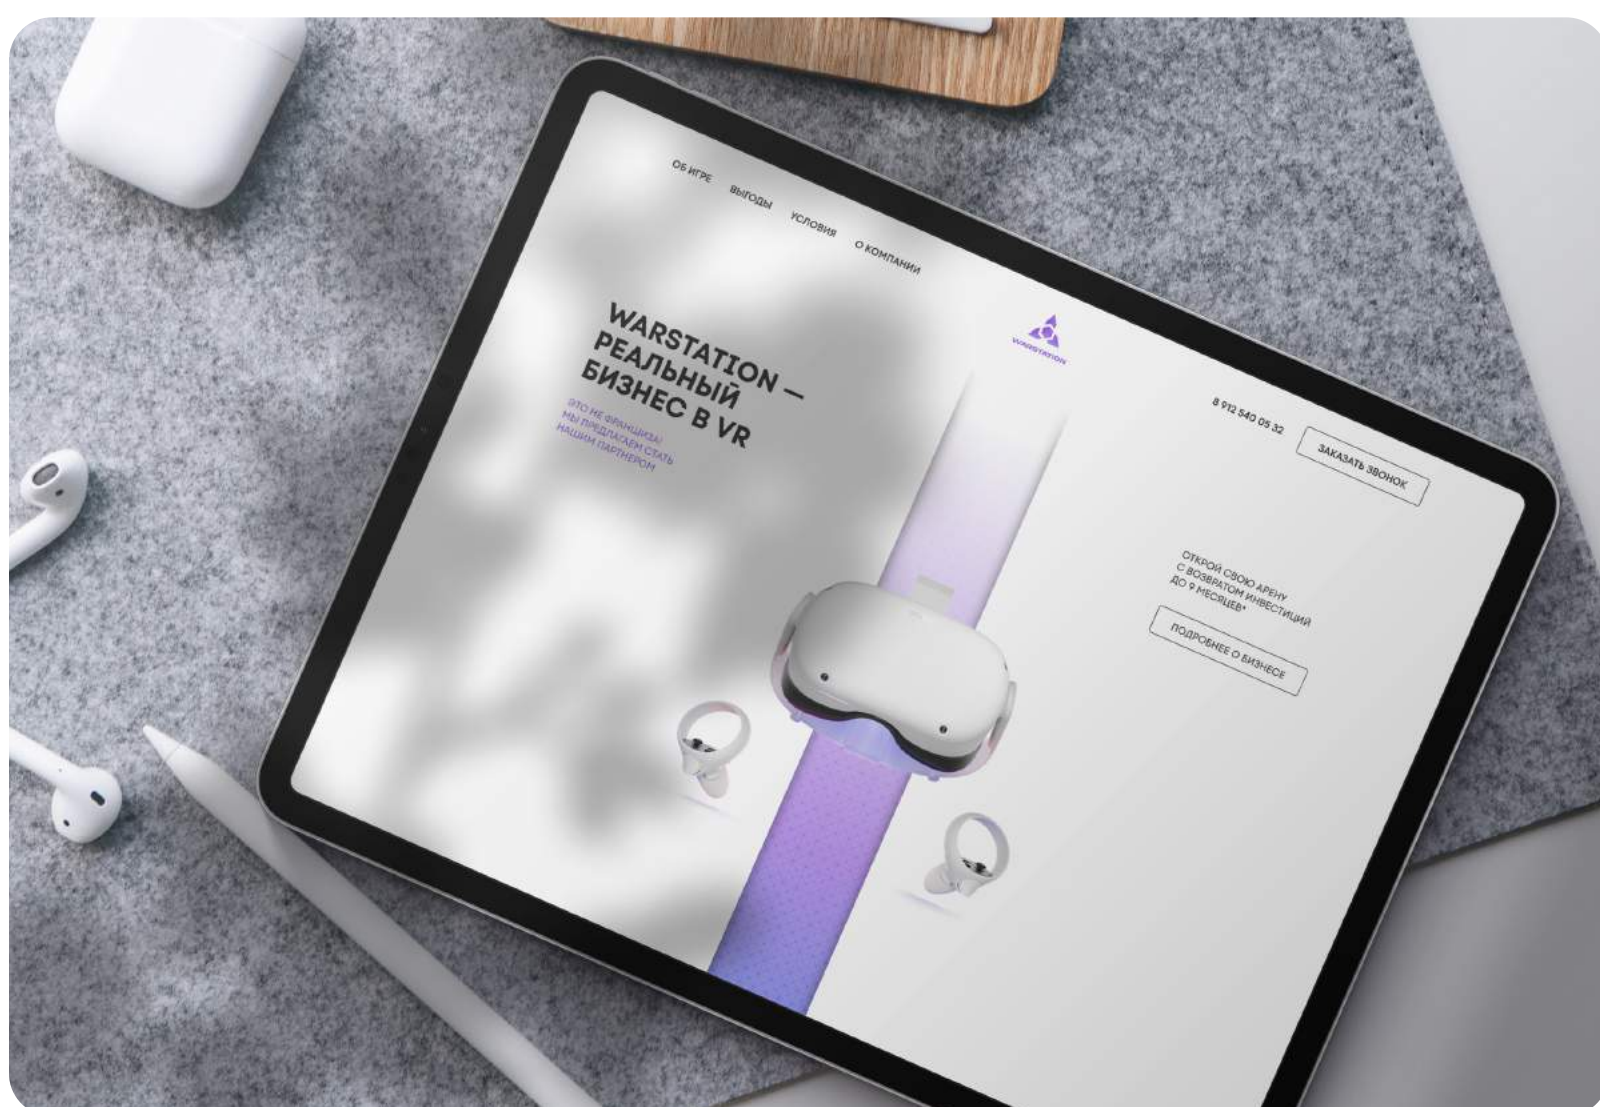 ОБ ИГРЕ
ВЫГОДЫ
УСЛОВИЯ
О КОМПАНИИ
WARSTATION
8 912 540 05 32
ЗАКАЗАТЬ ЗВОНОК
WARSTATION —
РЕАЛЬНЫЙ
БИЗНЕС В VR
ЭТО НЕ ФРАНШИЗА!
МЫ ПРЕДЛАГАЕМ СТАТЬ
НАШИМ ПАРТНЕРОМ
ОТКРОЙ СВОЮ АРЕНУ
С ВОЗВРАТОМ ИНВЕСТИЦИЙ
ДО 9 МЕСЯЦЕВ*
ПОДРОБНЕЕ О БИЗНЕСЕ